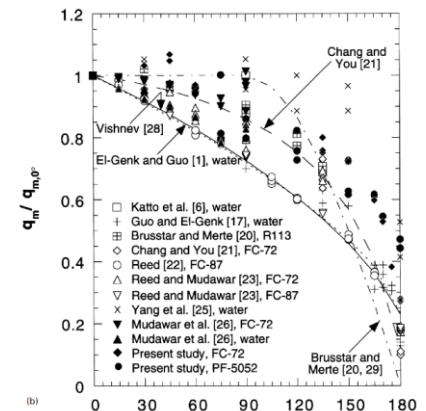 1.2
1.0
0.8
0.6
0.4
0.2
0
q_m/ q_m,0°
Chang and
You [21]
Vishnev [28]
El-Genk and Guo [1], water
Katto et al. [6], water
Guo and El-Genk [17], water
Brusstar and Merte [20], R113
Chang and You [21], FC-72
Reed [22], FC-87
Reed and Mudawar [23], FC-72
Reed and Mudawar [23], FC-87
Yang et al. [25], water
Mudawar et al. [26], FC-72
Mudawar et al. [26], water
Present study, FC-72
Present study, PF-5052
Brusstar and
Merte [20, 29]
(b)
0 30 60 90 120 150 180